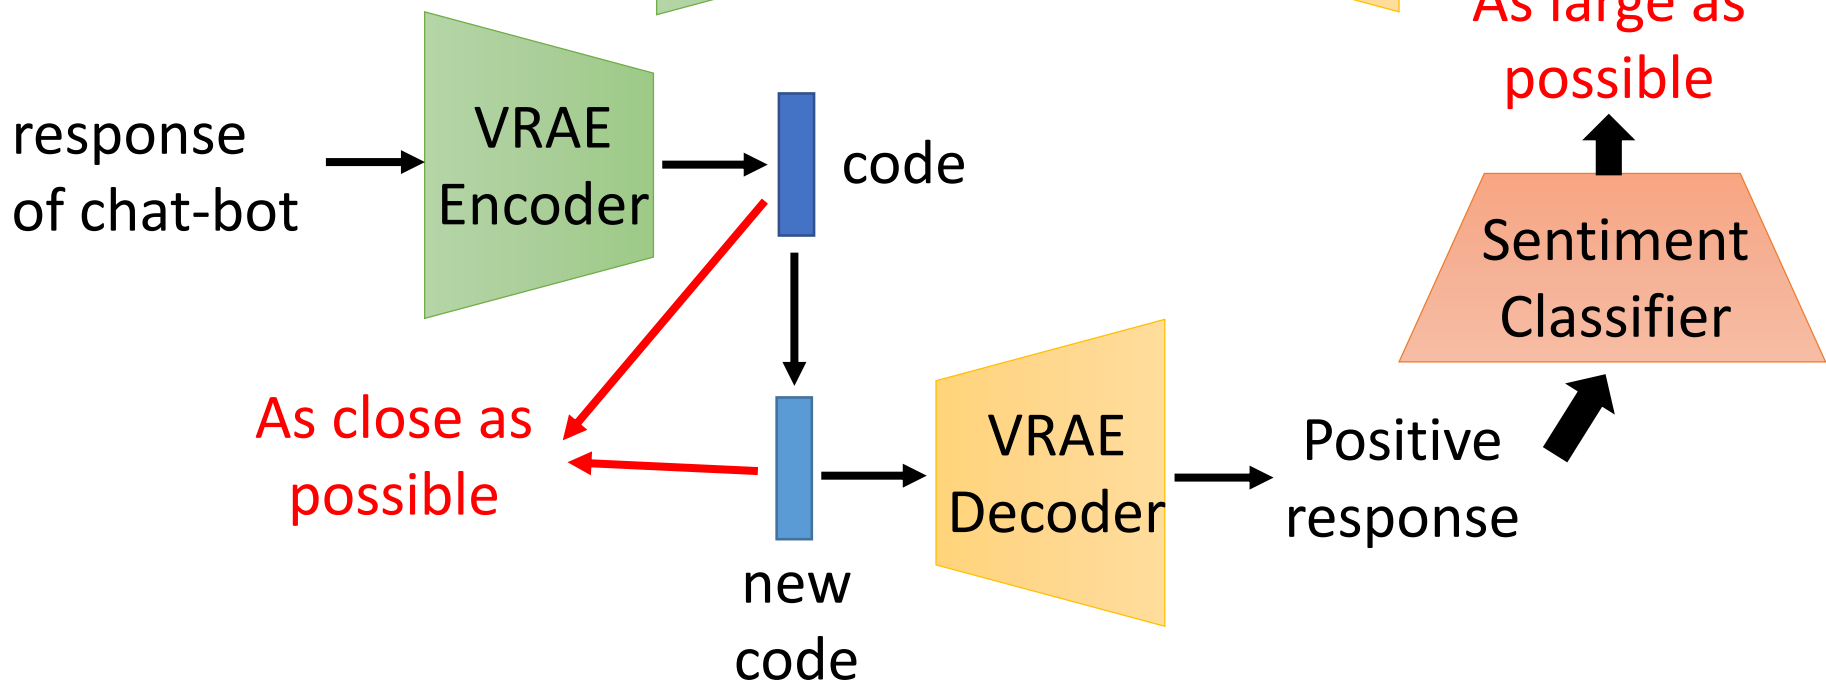 As large as
possible
response
of chat-bot
VRAE
Encoder
code
Sentiment
Classifier
As close as
possible
VRAE
Decoder
Positive
response
new
code